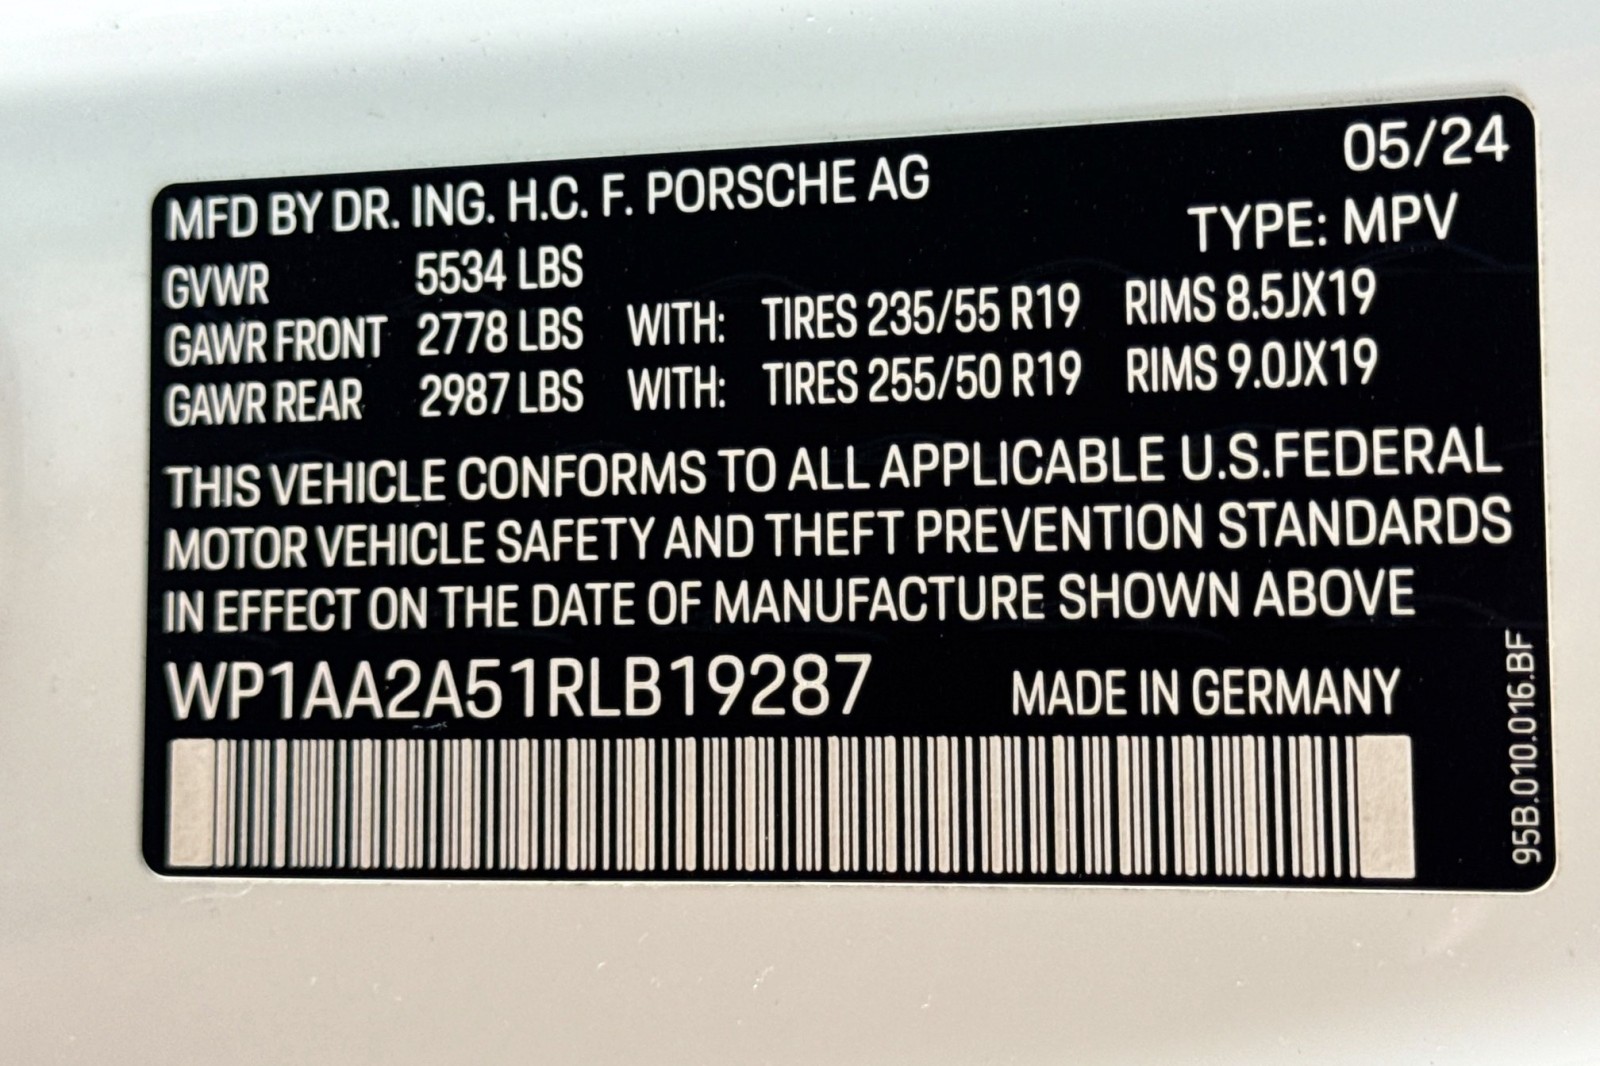 05/24
MFD BY DR. ING. H.C. F. PORSCHE AG
TYPE: MPV
GVWR 5534 LBS
GAWR FRONT 2778 LBS WITH: TIRES 235/55 R19 RIMS 8.5JX19
GAWR REAR 2987 LBS WITH: TIRES 255/50 R19 RIMS 9.0JX19
THIS VEHICLE CONFORMS TO ALL APPLICABLE U.S.FEDERAL
MOTOR VEHICLE SAFETY AND THEFT PREVENTION STANDARDS
IN EFFECT ON THE DATE OF MANUFACTURE SHOWN ABOVE
WP1AA2A51RLB19287 MADE IN GERMANY
95B.010.016.BF